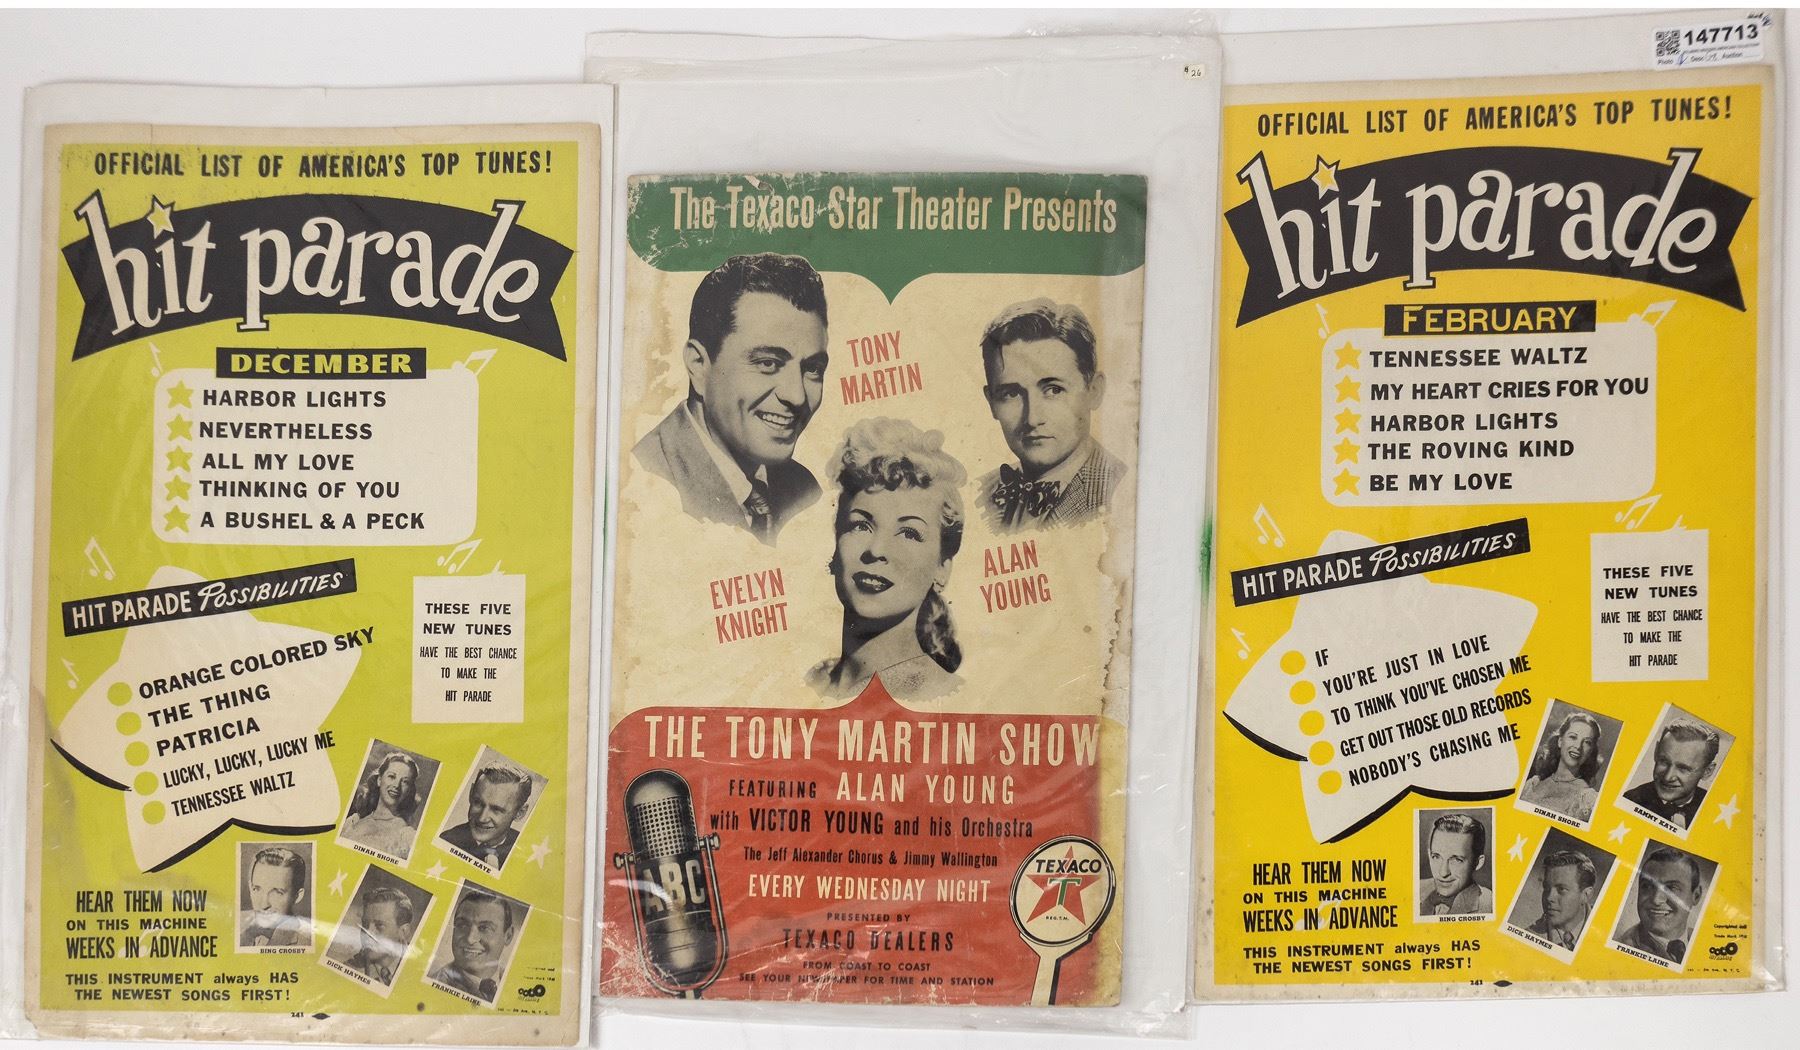 OFFICIAL LIST OF AMERICA'S TOP TUNES!
hit parade
DECEMBER
HARBOR LIGHTS
NEVERTHELESS
ALL MY LOVE
THINKING OF YOU
A BUSHEL & A PECK
HIT PARADE POSSIBILITIES
ORANGE COLORED SKY
THE THING
PATRICIA
LUCKY, LUCKY, LUCKY ME
TENNESSEE WALTZ
THESE FIVE
NEW TUNES
HAVE THE BEST CHANCE
TO MAKE THE
HIT PARADE
DINAH SHORE
SAMMY KAYE
BING CROSBY
DICK HAYMES
FRANKIE LAINE
HEAR THEM NOW
ON THIS MACHINE
WEEKS IN ADVANCE
THIS INSTRUMENT always HAS
THE NEWEST SONGS FIRST!
241
26
The Texaco Star Theater Presents
TONY
MARTIN
EVELYN
KNIGHT
ALAN
YOUNG
THE TONY MARTIN SHOW
FEATURING ALAN YOUNG
with VICTOR YOUNG and his Orchestra
The Jeff Alexander Chorus & Jimmy Wallington
EVERY WEDNESDAY NIGHT
PRESENTED BY
TEXACO DEALERS
FROM COAST TO COAST
SEE YOUR NEWSPAPER FOR TIME AND STATION
ABC
TEXACO
T
REG. T.M.
147713
Photo Desc Auction
OFFICIAL LIST OF AMERICA'S TOP TUNES!
hit parade
FEBRUARY
TENNESSEE WALTZ
MY HEART CRIES FOR YOU
HARBOR LIGHTS
THE ROVING KIND
BE MY LOVE
HIT PARADE POSSIBILITIES
IF
YOU'RE JUST IN LOVE
TO THINK YOU'VE CHOSEN ME
GET OUT THOSE OLD RECORDS
NOBODY'S CHASING ME
THESE FIVE
NEW TUNES
HAVE THE BEST CHANCE
TO MAKE THE
HIT PARADE
DINAH SHORE
SAMMY KAYE
BING CROSBY
DICK HAYMES
FRANKIE LAINE
HEAR THEM NOW
ON THIS MACHINE
WEEKS IN ADVANCE
THIS INSTRUMENT always HAS
THE NEWEST SONGS FIRST!
241